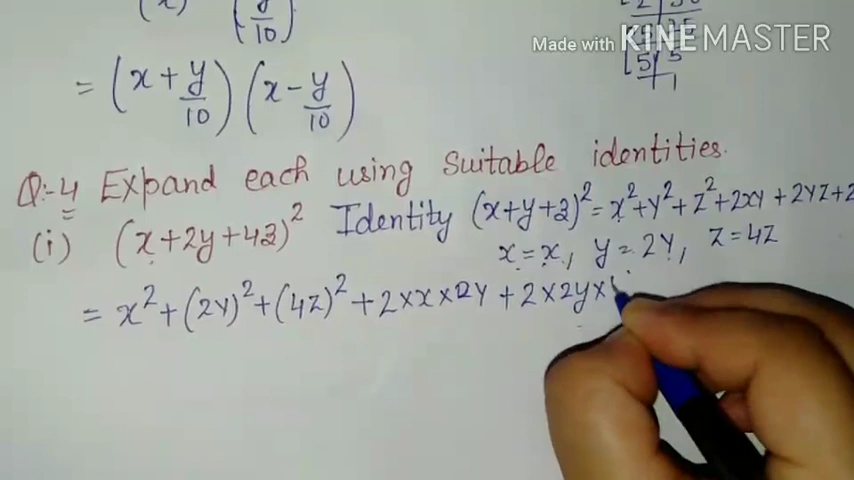 Made with KINEMASTER
= (x + y/10) (x - y/10)
Q:-4 Expand each using Suitable identities.
(i) (x+2y+4z)² Identity (x+y+z)² = x²+y²+z²+2xy+2yz+2
x = x, y = 2y, z = 4z
= x² + (2y)² + (4z)² + 2×x×2y + 2×2y×